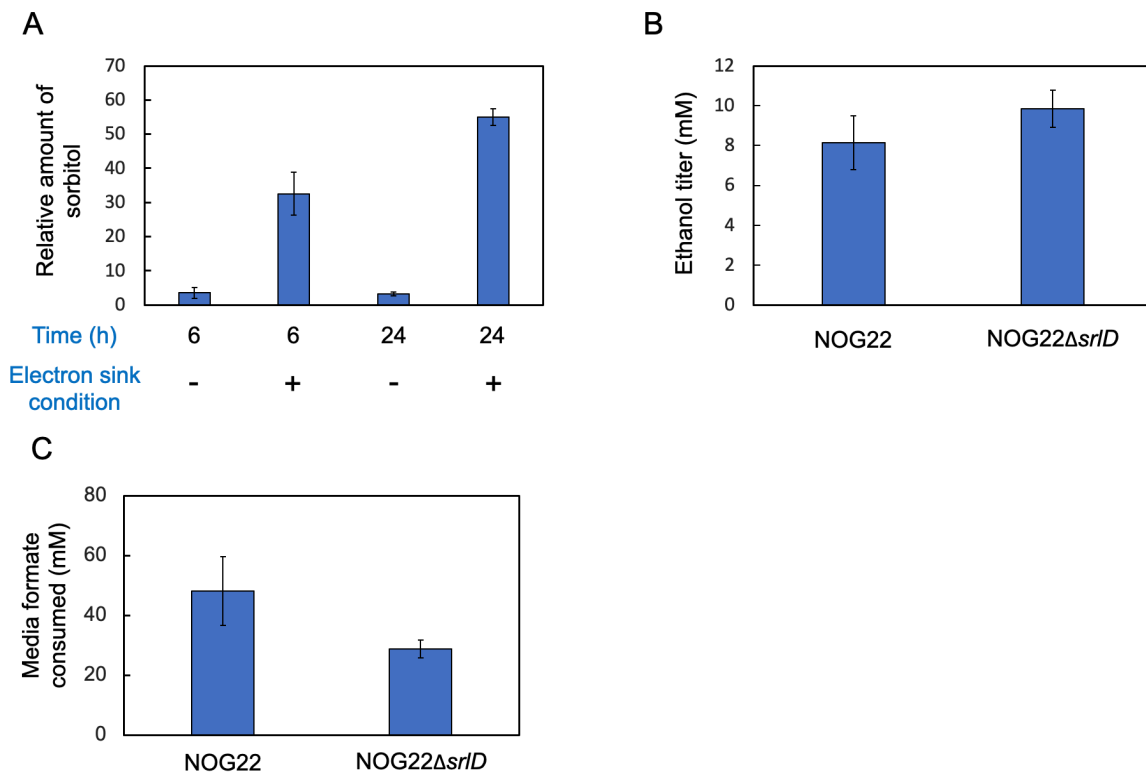 A
Relative amount of
sorbitol
70
60
50
40
30
20
10
0
Time (h)
6
6
24
24
Electron sink
condition
-
+
-
+
B
Ethanol titer (mM)
12
10
8
6
4
2
0
NOG22
NOG22ΔsrlD
C
Media formate
consumed (mM)
80
60
40
20
0
NOG22
NOG22ΔsrlD